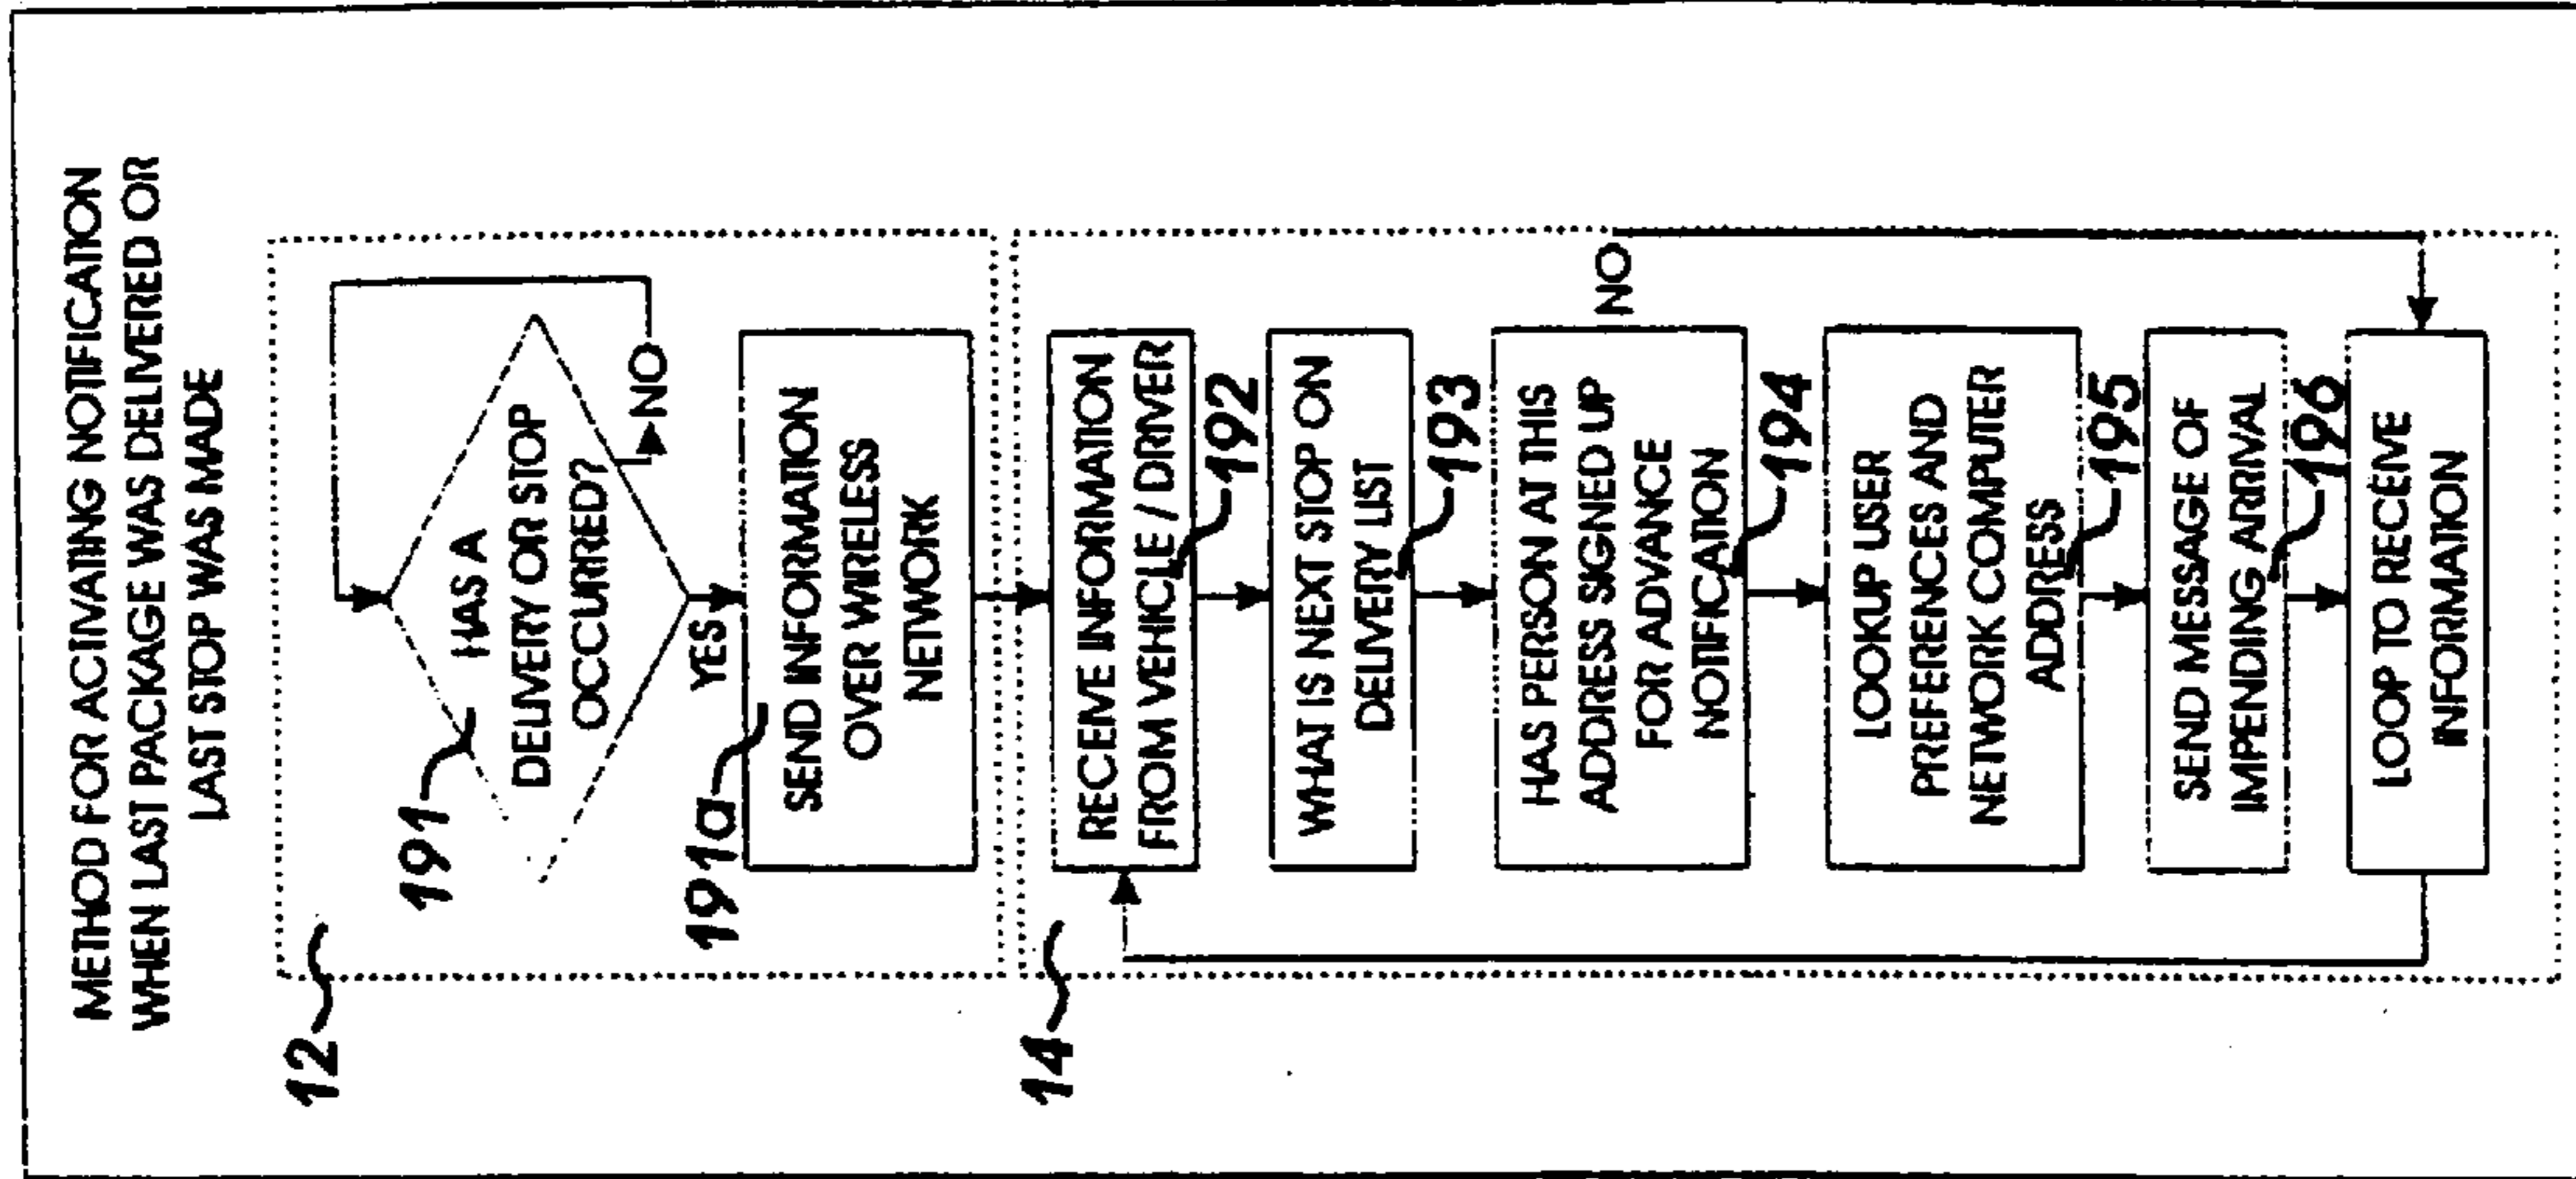 METHOD FOR ACTIVATING NOTIFICATION
WHEN LAST PACKAGE WAS DELIVERED OR
LAST STOP WAS MADE
12
191
HAS A
DELIVERY OR STOP
OCCURRED?
NO
YES
191a
SEND INFORMATION
OVER WIRELESS
NETWORK
14
RECEIVE INFORMATION
FROM VEHICLE / DRIVER
192
WHAT IS NEXT STOP ON
DELIVERY LIST
193
HAS PERSON AT THIS
ADDRESS SIGNED UP
FOR ADVANCE
NOTIFICATION
NO
194
LOOKUP USER
PREFERENCES AND
NETWORK COMPUTER
ADDRESS
195
SEND MESSAGE OF
IMPENDING ARRIVAL
196
LOOP TO RECEIVE
INFORMATION